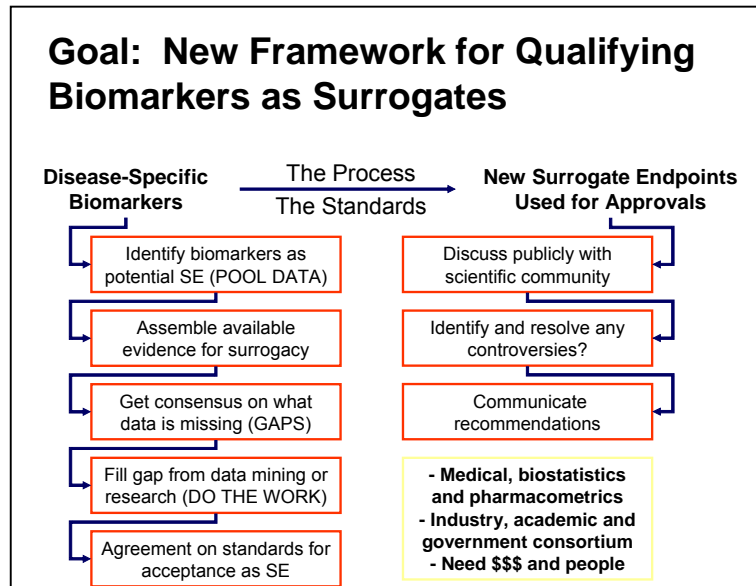 Goal:  New Framework for Qualifying
Biomarkers as Surrogates
Disease-Specific
Biomarkers
The Process
The Standards
New Surrogate Endpoints
Used for Approvals
Identify biomarkers as
potential SE (POOL DATA)
Assemble available
evidence for surrogacy
Get consensus on what
data is missing (GAPS)
Fill gap from data mining or
research (DO THE WORK)
Agreement on standards for
acceptance as SE
Discuss publicly with
scientific community
Identify and resolve any
controversies?
Communicate
recommendations
- Medical, biostatistics
and pharmacometrics
- Industry, academic and
government consortium
- Need $$$ and people